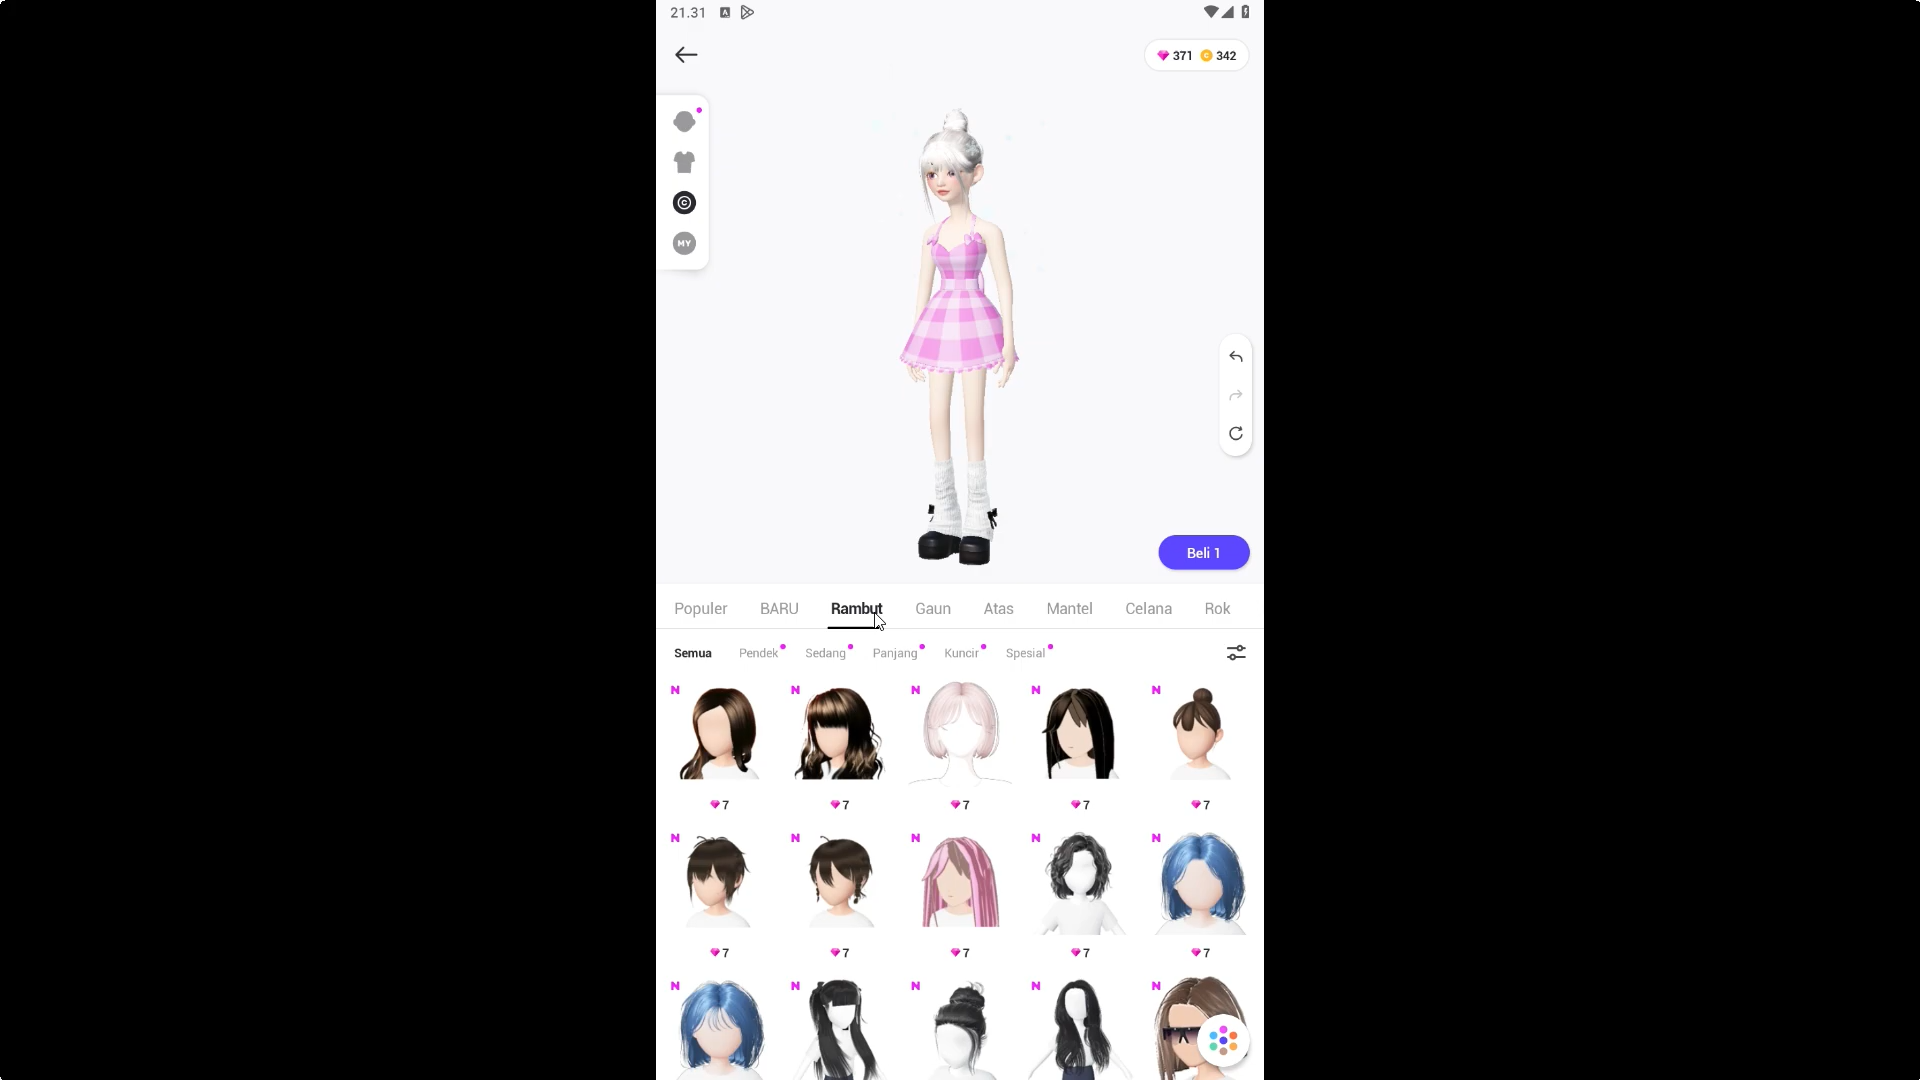 21.31
371 342
MY
Beli 1
Populer BARU Rambut Gaun Atas Mantel Celana Rok
Semua Pendek Sedang Panjang Kuncir Spesial
N N N N N
7 7 7 7 7
N N N N N
7 7 7 7 7
N N N N N